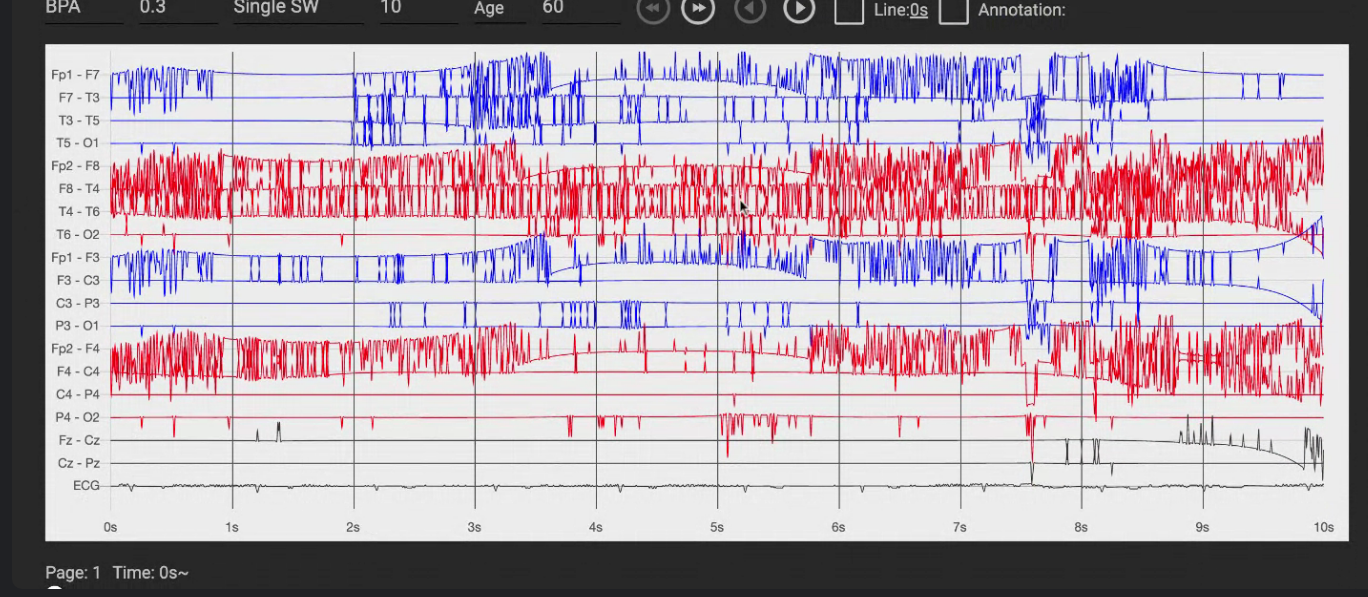 BPA 0.3 Single SW 10 Age 60 Line:0s Annotation:
Fp1 - F7
F7 - T3
T3 - T5
T5 - O1
Fp2 - F8
F8 - T4
T4 - T6
T6 - O2
Fp1 - F3
F3 - C3
C3 - P3
P3 - O1
Fp2 - F4
F4 - C4
C4 - P4
P4 - O2
Fz - Cz
Cz - Pz
ECG
0s 1s 2s 3s 4s 5s 6s 7s 8s 9s 10s
Page: 1 Time: 0s~